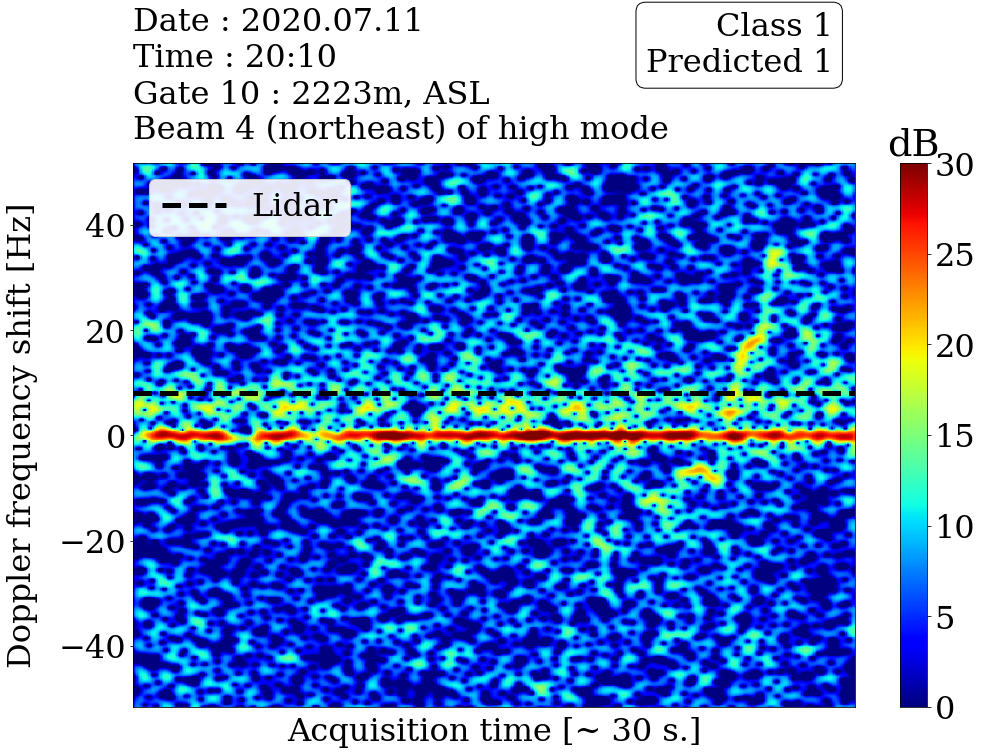 Date : 2020.07.11
Time : 20:10
Gate 10 : 2223m, ASL
Beam 4 (northeast) of high mode
Class 1
Predicted 1
dB
Lidar
Doppler frequency shift [Hz]
40
20
0
−20
−40
30
25
20
15
10
5
0
Acquisition time [~ 30 s.]